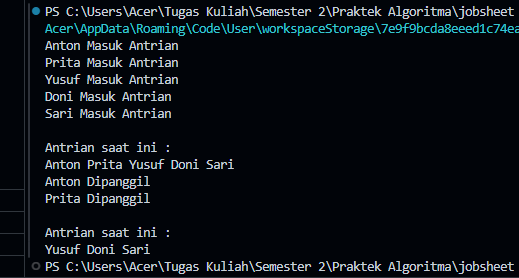 PS C:\Users\Acer\Tugas Kuliah\Semester 2\Praktek Algoritma\jobsheet
Acer\AppData\Roaming\Code\User\workspaceStorage\7e9f9bcda8eeed1c74ea
Anton Masuk Antrian
Prita Masuk Antrian
Yusuf Masuk Antrian
Doni Masuk Antrian
Sari Masuk Antrian
Antrian saat ini :
Anton Prita Yusuf Doni Sari
Anton Dipanggil
Prita Dipanggil
Antrian saat ini :
Yusuf Doni Sari
PS C:\Users\Acer\Tugas Kuliah\Semester 2\Praktek Algoritma\jobsheet